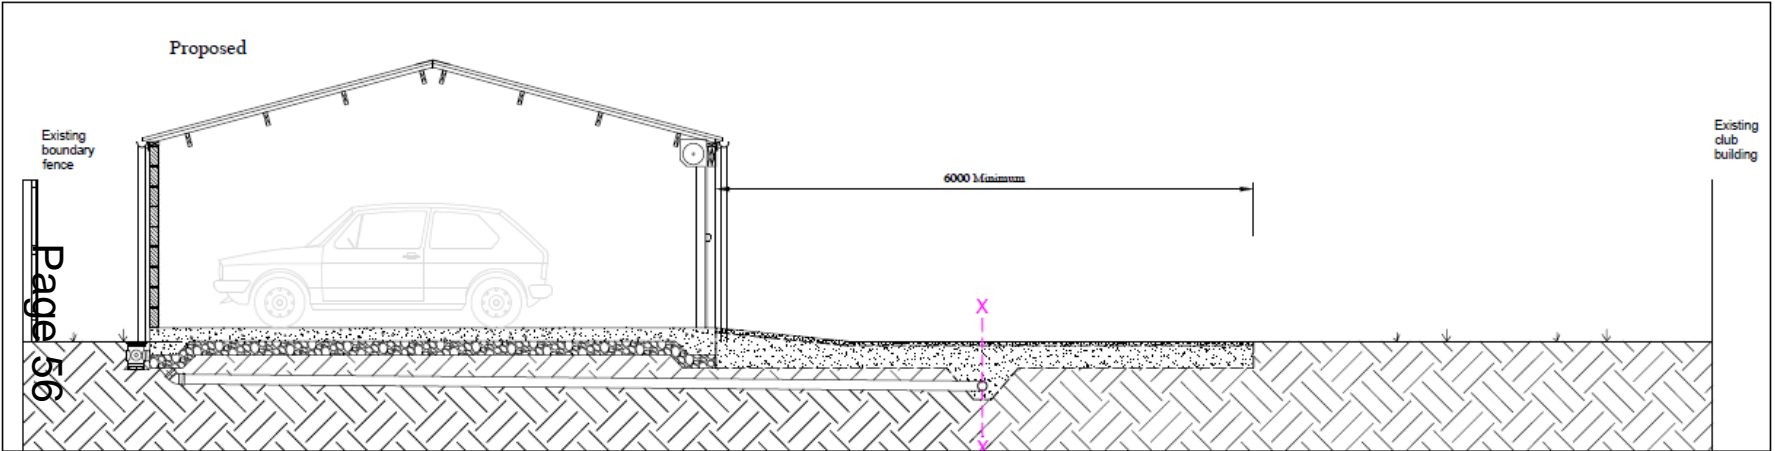 Proposed
Existing
boundary
fence
Existing
club
building
6000 Minimum
X
X
Page 56